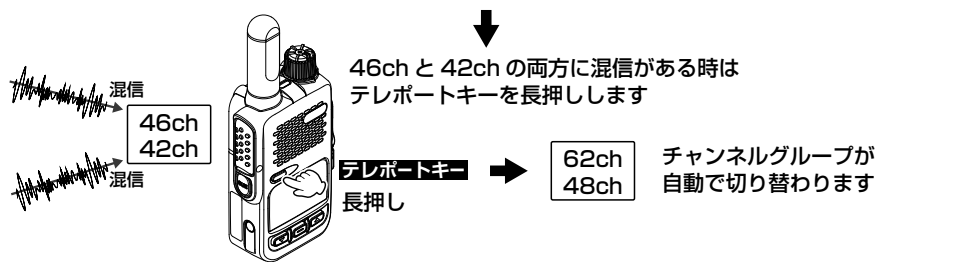 46ch と 42ch の両方に混信がある時は
テレポートキーを長押しします
混信
46ch
42ch
混信
テレポートキー
長押し
62ch
48ch
チャンネルグループが
自動で切り替わります